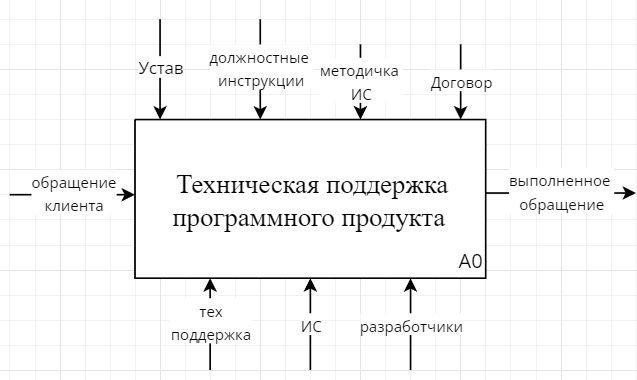 Устав
должностные
инструкции
методичка
ИС
Договор
обращение
клиента
Техническая поддержка
программного продукта
A0
выполненное
обращение
тех
поддержка
ИС
разработчики